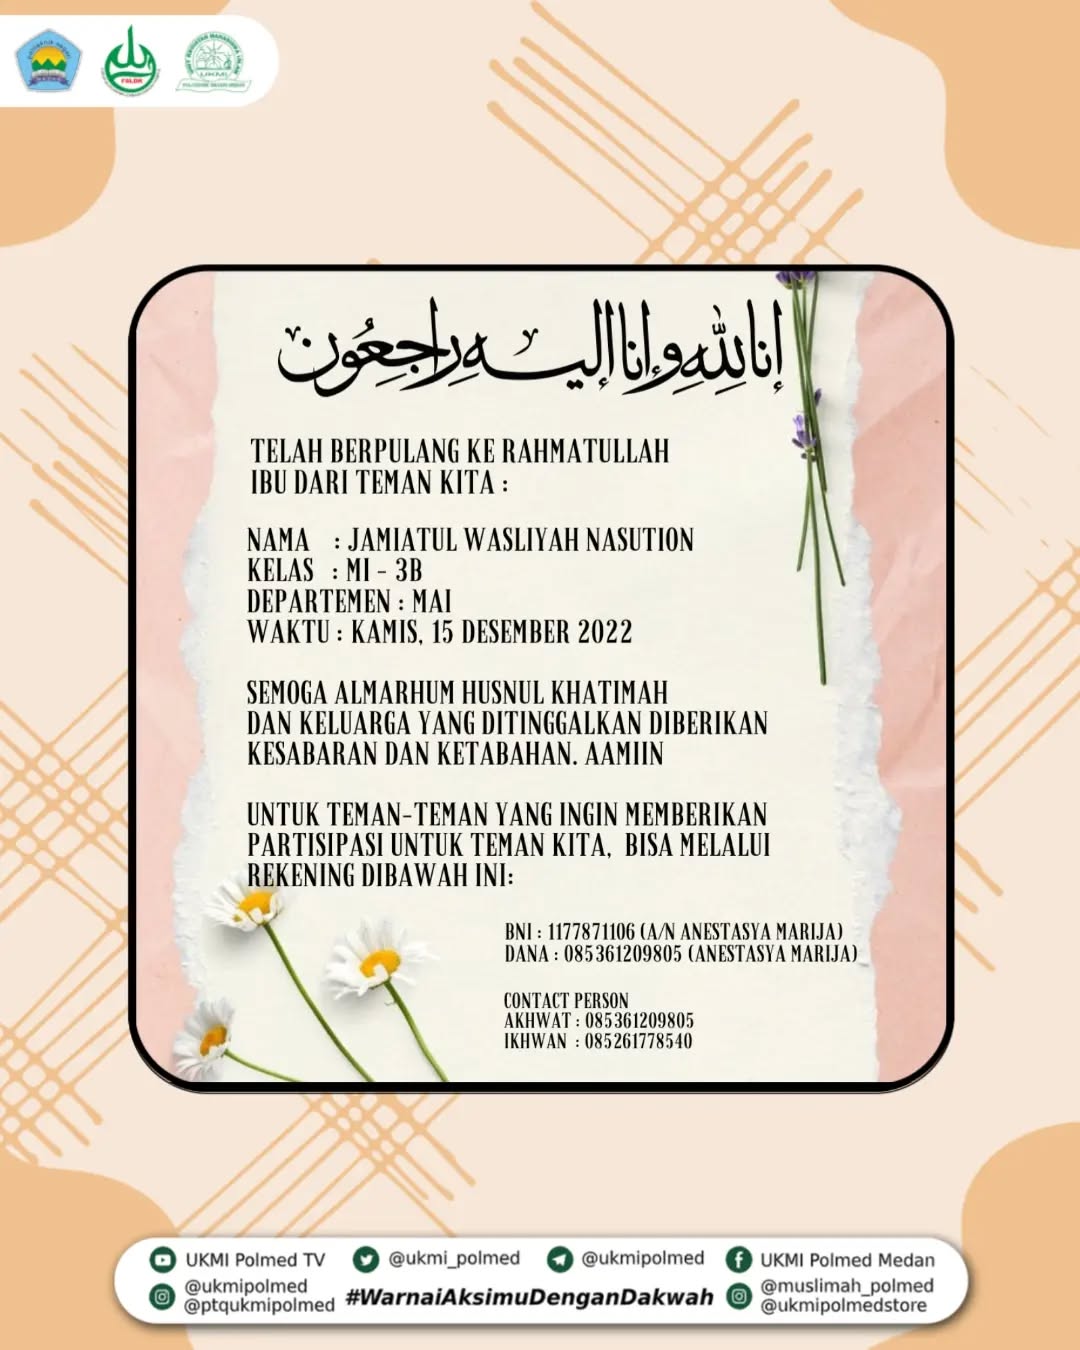 FSLDK
UKMI
إنا لله وإنا إليه راجعون
TELAH BERPULANG KE RAHMATULLAH
IBU DARI TEMAN KITA :
NAMA : JAMIATUL WASLIYAH NASUTION
KELAS : MI - 3B
DEPARTEMEN : MAI
WAKTU : KAMIS, 15 DESEMBER 2022
SEMOGA ALMARHUM HUSNUL KHATIMAH
DAN KELUARGA YANG DITINGGALKAN DIBERIKAN
KESABARAN DAN KETABAHAN. AAMIIN
UNTUK TEMAN-TEMAN YANG INGIN MEMBERIKAN
PARTISIPASI UNTUK TEMAN KITA, BISA MELALUI
REKENING DIBAWAH INI:
BNI : 1177871106 (A/N ANESTASYA MARIJA)
DANA : 085361209805 (ANESTASYA MARIJA)
CONTACT PERSON
AKHWAT : 085361209805
IKHWAN : 085261778540
UKMI Polmed TV
@ukmi_polmed
@ukmipolmed
UKMI Polmed Medan
@ukmipolmed
@ptqukmipolmed
#WarnaiAksimuDenganDakwah
@muslimah_polmed
@ukmipolmedstore